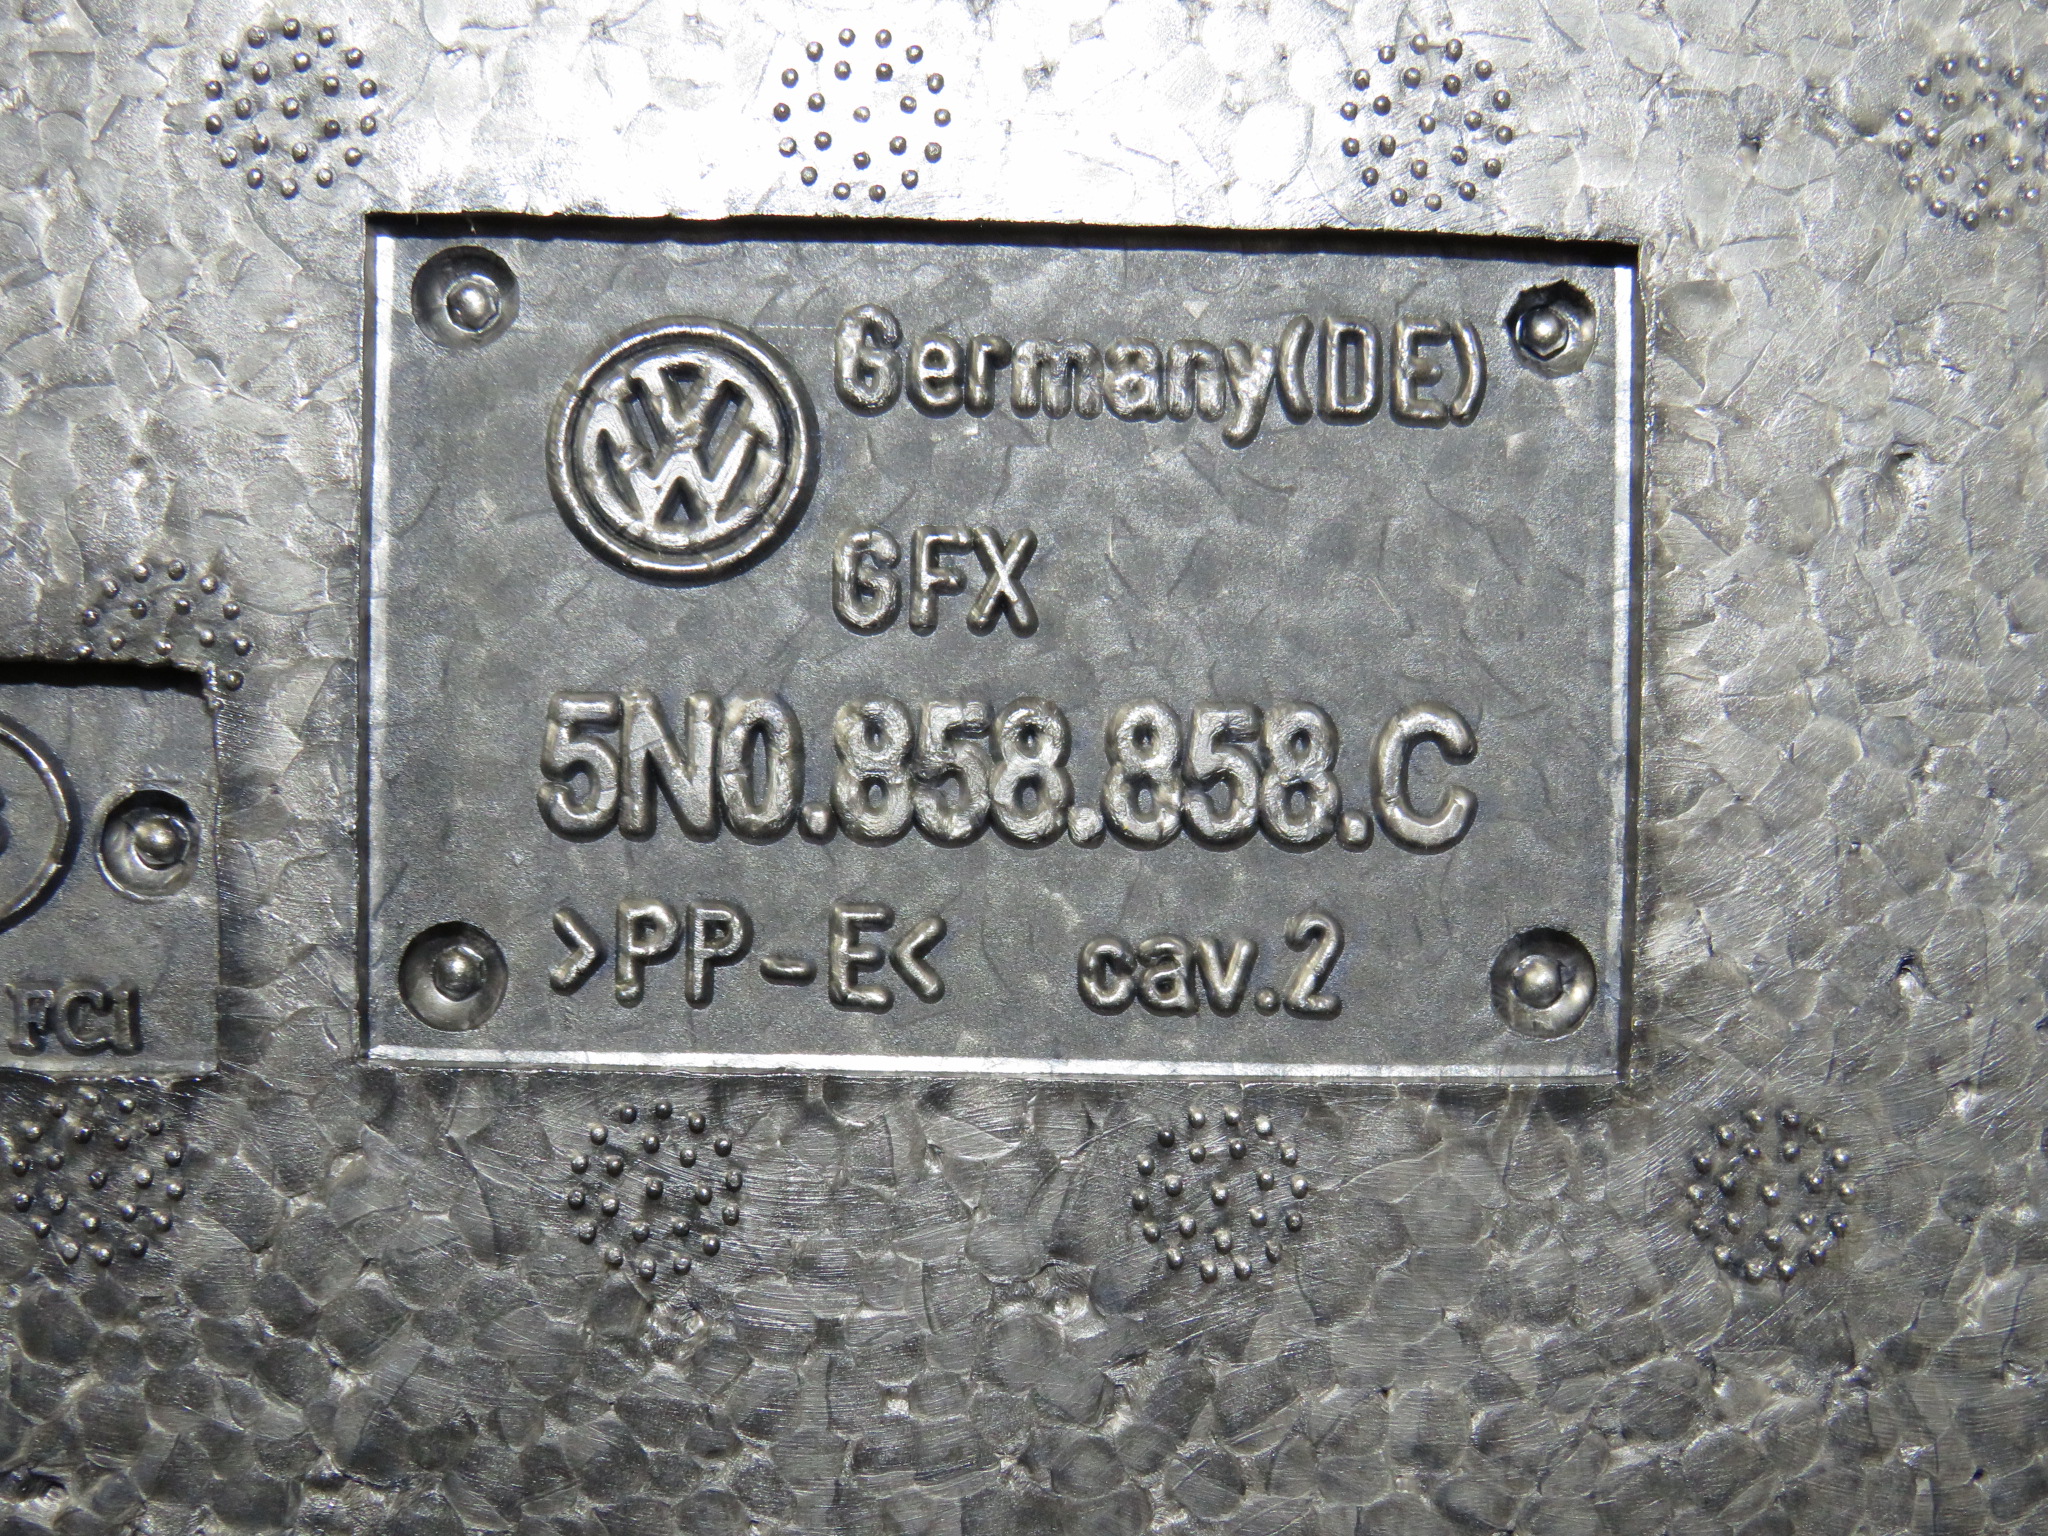 Germany(DE)
GFX
5N0.858.858.C
>PP-E< cav.2
FC1